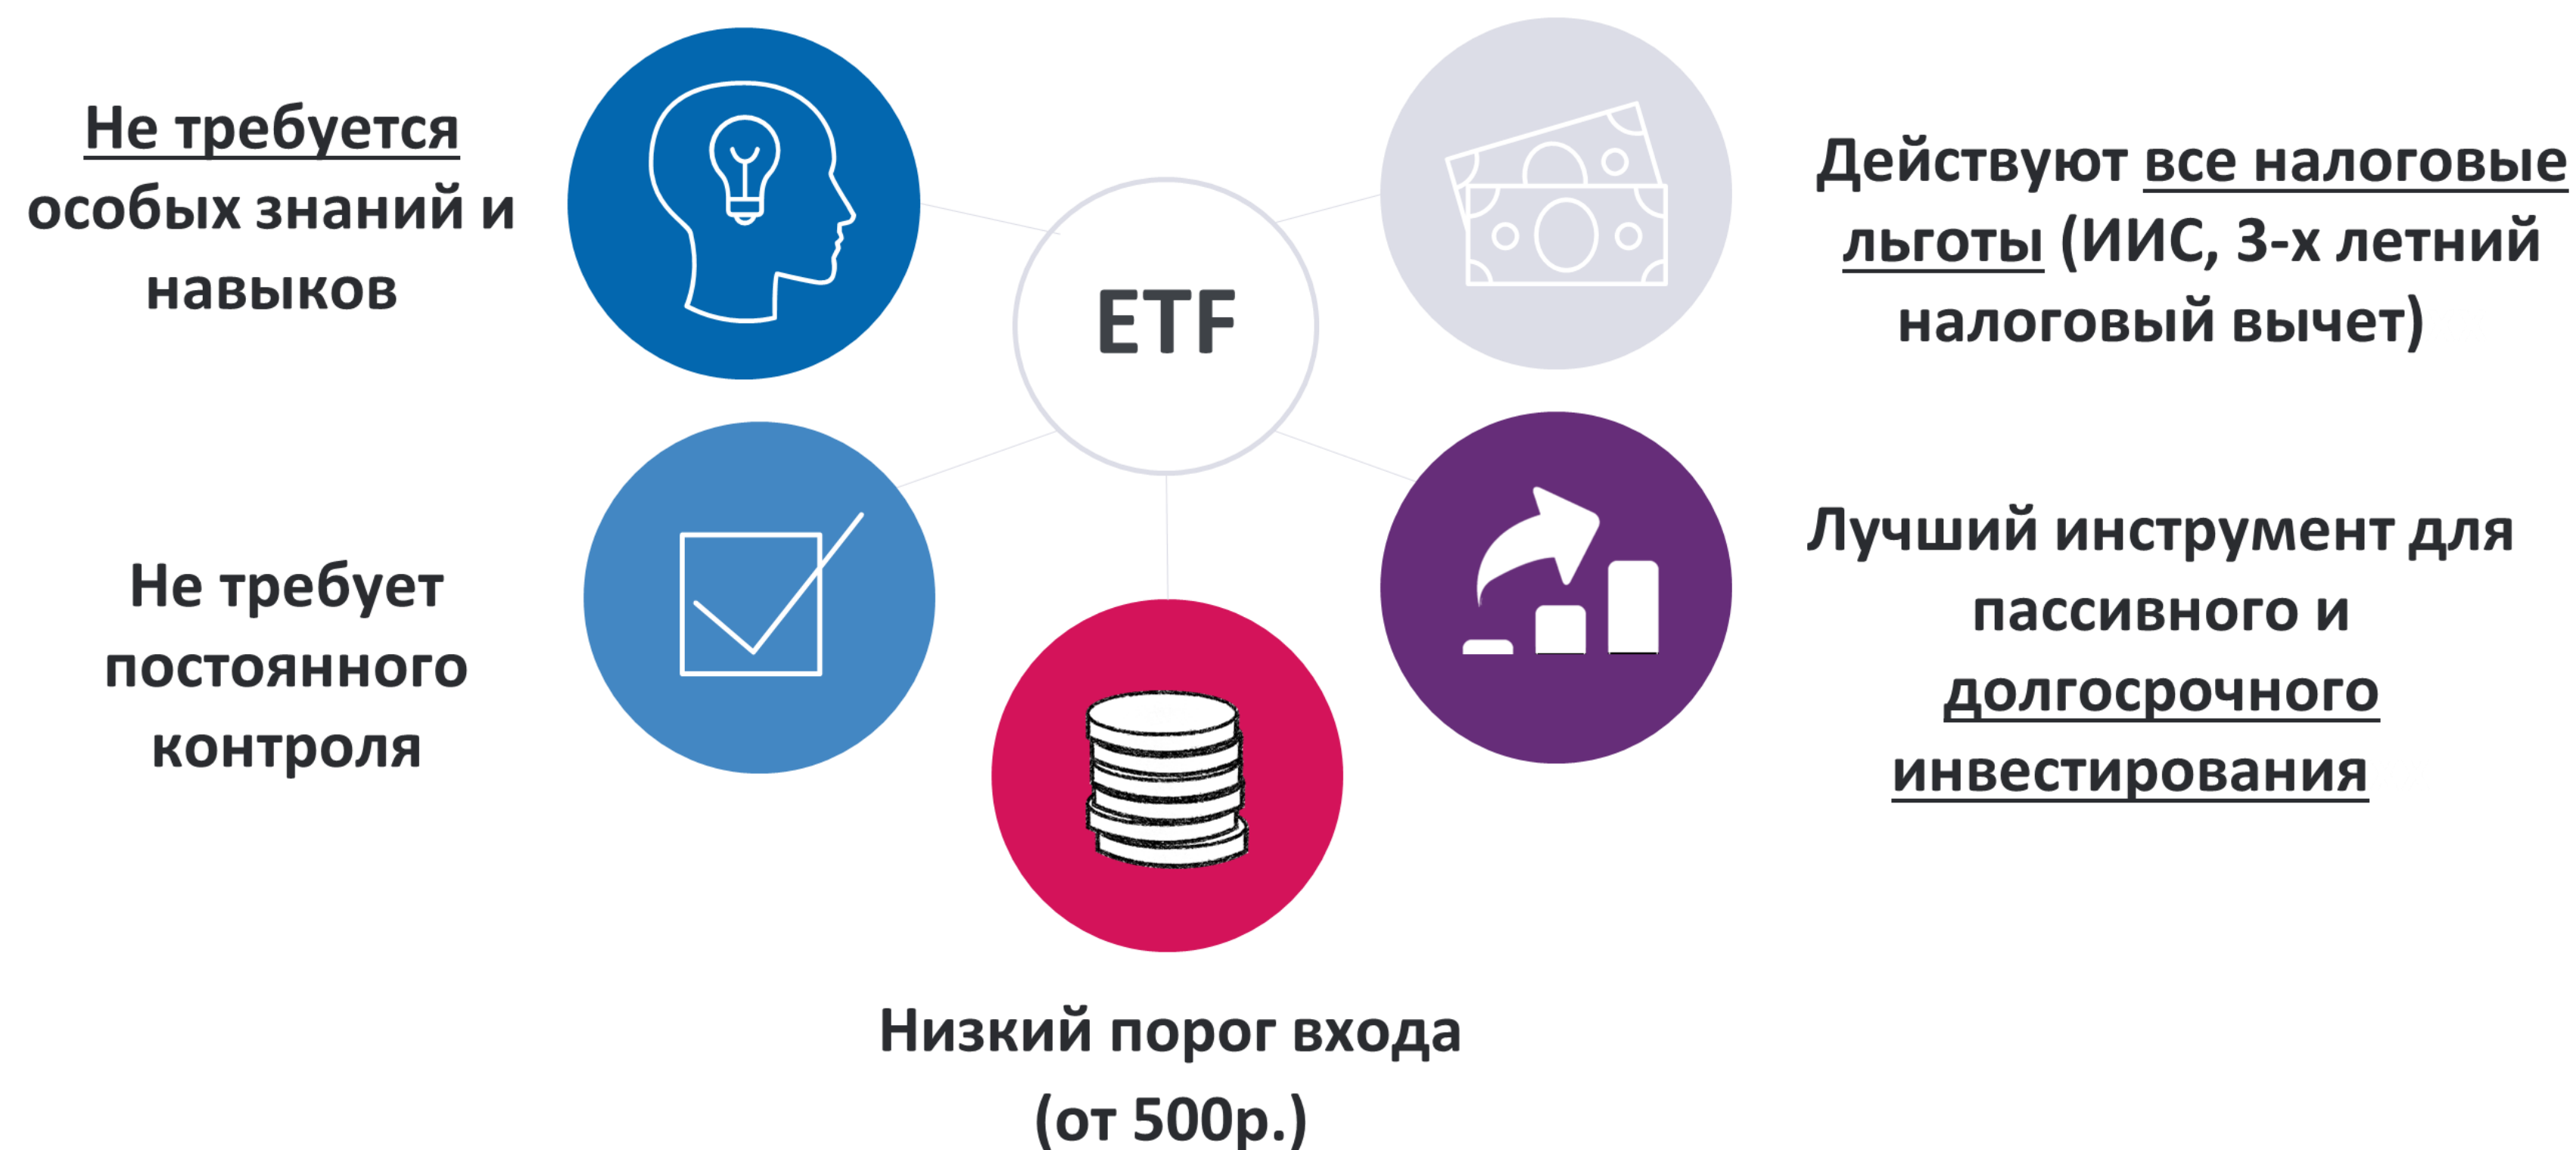 Не требуется
особых знаний и
навыков
ETF
Действуют все налоговые
льготы (ИИС, 3-х летний
налоговый вычет)
Не требует
постоянного
контроля
Лучший инструмент для
пассивного и
долгосрочного
инвестирования
Низкий порог входа
(от 500р.)